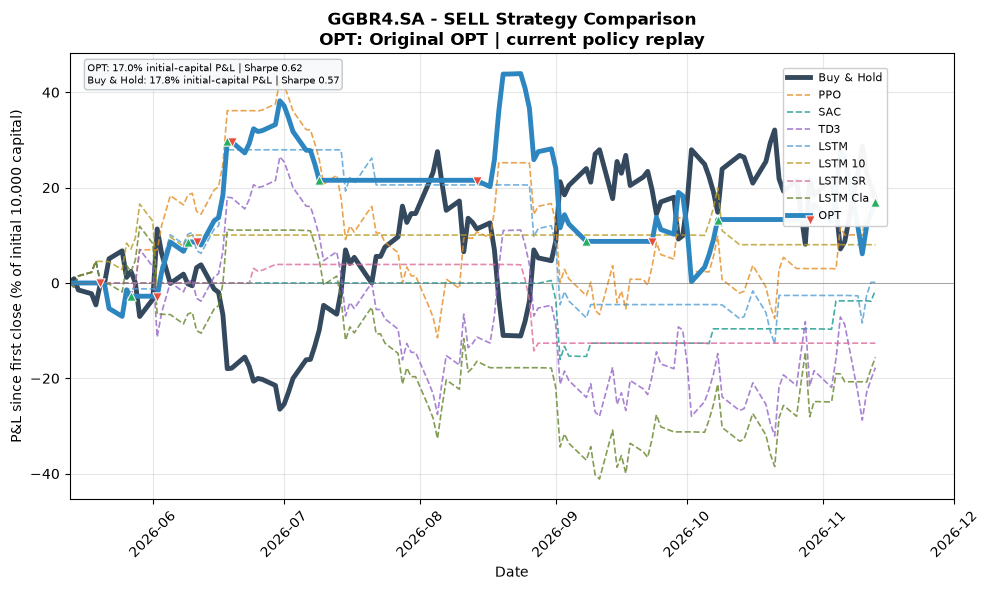 GGBR4.SA - SELL Strategy Comparison
OPT: Original OPT | current policy replay
OPT: 17.0% initial-capital P&L | Sharpe 0.62
Buy & Hold: 17.8% initial-capital P&L | Sharpe 0.57
Buy & Hold
PPO
SAC
TD3
LSTM
LSTM 10
LSTM SR
LSTM Cla
OPT
P&L since first close (% of initial 10,000 capital)
40
20
0
−20
−40
2026-06
2026-07
2026-08
2026-09
2026-10
2026-11
2026-12
Date